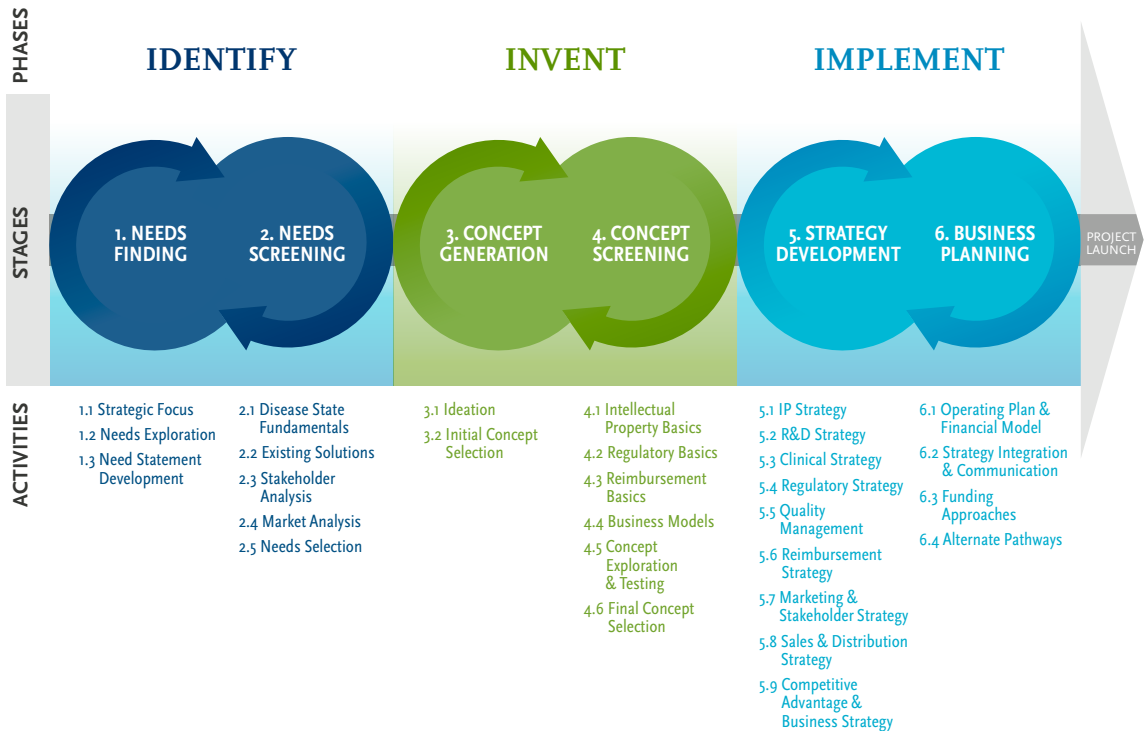 PHASES
IDENTIFY
INVENT
IMPLEMENT
STAGES
1. NEEDS
FINDING
2. NEEDS
SCREENING
3. CONCEPT
GENERATION
4. CONCEPT
SCREENING
5. STRATEGY
DEVELOPMENT
6. BUSINESS
PLANNING
PROJECT
LAUNCH
ACTIVITIES
1.1 Strategic Focus
1.2 Needs Exploration
1.3 Need Statement
Development
2.1 Disease State
Fundamentals
2.2 Existing Solutions
2.3 Stakeholder
Analysis
2.4 Market Analysis
2.5 Needs Selection
3.1 Ideation
3.2 Initial Concept
Selection
4.1 Intellectual
Property Basics
4.2 Regulatory Basics
4.3 Reimbursement
Basics
4.4 Business Models
4.5 Concept
Exploration
& Testing
4.6 Final Concept
Selection
5.1 IP Strategy
5.2 R&D Strategy
5.3 Clinical Strategy
5.4 Regulatory Strategy
5.5 Quality
Management
5.6 Reimbursement
Strategy
5.7 Marketing &
Stakeholder Strategy
5.8 Sales & Distribution
Strategy
5.9 Competitive
Advantage &
Business Strategy
6.1 Operating Plan &
Financial Model
6.2 Strategy Integration
& Communication
6.3 Funding
Approaches
6.4 Alternate Pathways